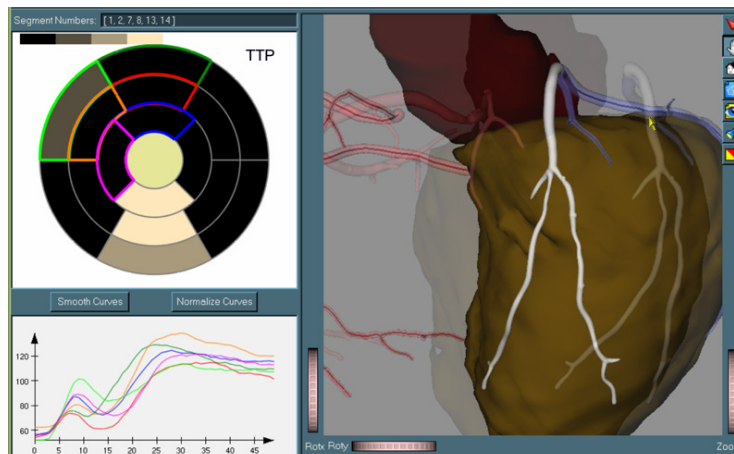 Segment Numbers: [ 1, 2, 7, 8, 13, 14 ]
TTP
Smooth Curves Normalize Curves
120
100
80
60
0 5 10 15 20 25 30 35 40 45
Rotx Roty Zoo